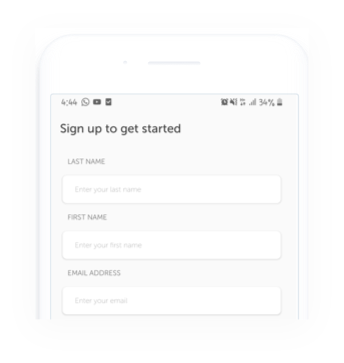 4:44 34%
Sign up to get started
LAST NAME
Enter your last name
FIRST NAME
Enter your first name
EMAIL ADDRESS
Enter your email